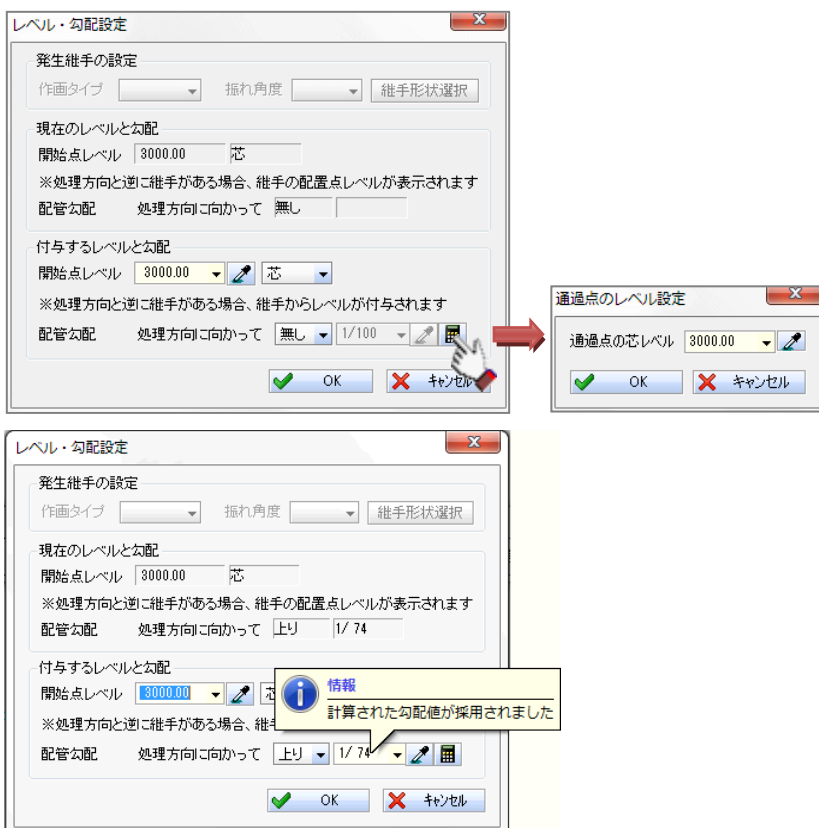 レベル・勾配設定
発生継手の設定
作画タイプ 振れ角度 継手形状選択
現在のレベルと勾配
開始点レベル 3000.00 芯
※処理方向と逆に継手がある場合、継手の配置点レベルが表示されます
配管勾配 処理方向に向かって 無し
付与するレベルと勾配
開始点レベル 3000.00 芯
※処理方向と逆に継手がある場合、継手からレベルが付与されます
配管勾配 処理方向に向かって 無し 1/100
OK キャンセル
通過点のレベル設定
通過点の芯レベル 3000.00
OK キャンセル
レベル・勾配設定
発生継手の設定
作画タイプ 振れ角度 継手形状選択
現在のレベルと勾配
開始点レベル 3000.00 芯
※処理方向と逆に継手がある場合、継手の配置点レベルが表示されます
配管勾配 処理方向に向かって 上り 1/ 74
付与するレベルと勾配
開始点レベル 3000.00
情報
計算された勾配値が採用されました
※処理方向と逆に継手がある場合、継手
配管勾配 処理方向に向かって 上り 1/ 74
OK キャンセル